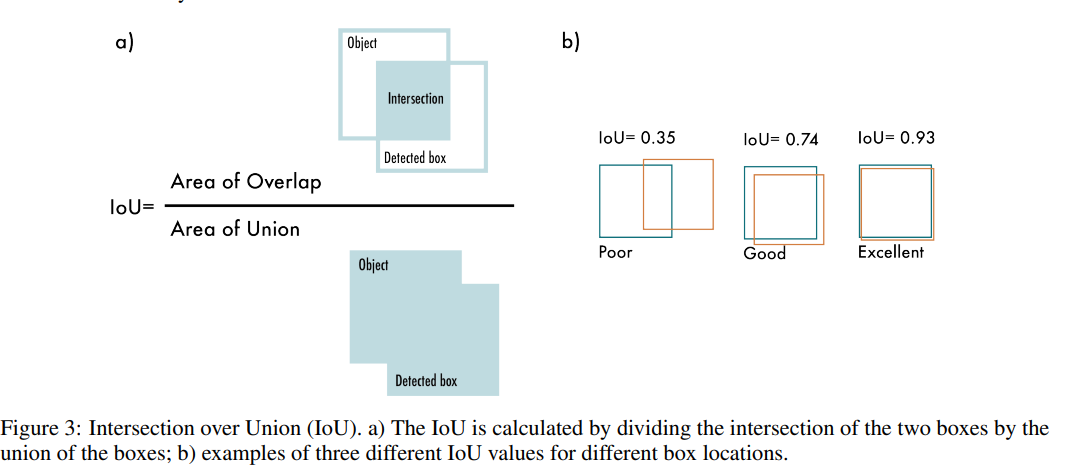 a)
Object
Intersection
Detected box
IoU=
Area of Overlap
Area of Union
Object
Detected box
b)
IoU= 0.35
IoU= 0.74
IoU= 0.93
Poor
Good
Excellent
Figure 3: Intersection over Union (IoU). a) The IoU is calculated by dividing the intersection of the two boxes by the
union of the boxes; b) examples of three different IoU values for different box locations.